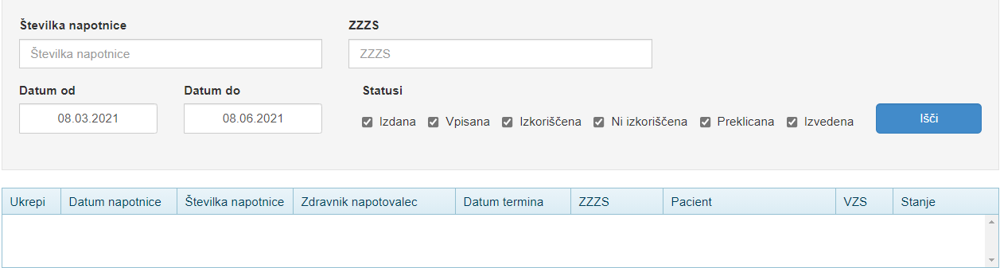 Številka napotnice ZZZS
Številka napotnice ZZZS
Datum od Datum do Statusi
08.03.2021 08.06.2021 Izdana Vpisana Izkoriščena Ni izkoriščena Preklicana Izvedena Išči
Ukrepi Datum napotnice Številka napotnice Zdravnik napotovalec Datum termina ZZZS Pacient VZS Stanje